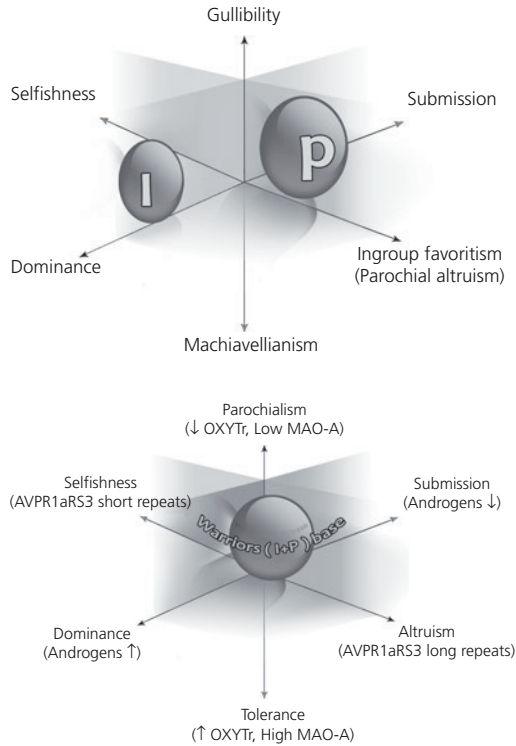 Gullibility
Selfishness
Submission
I
p
Dominance
Ingroup favoritism
(Parochial altruism)
Machiavellianism
Parochialism
(↓ OXYTr, Low MAO-A)
Selfishness
(AVPR1aRS3 short repeats)
Submission
(Androgens ↓)
Warriors ( I+P ) base
Dominance
(Androgens ↑)
Altruism
(AVPR1aRS3 long repeats)
Tolerance
(↑ OXYTr, High MAO-A)